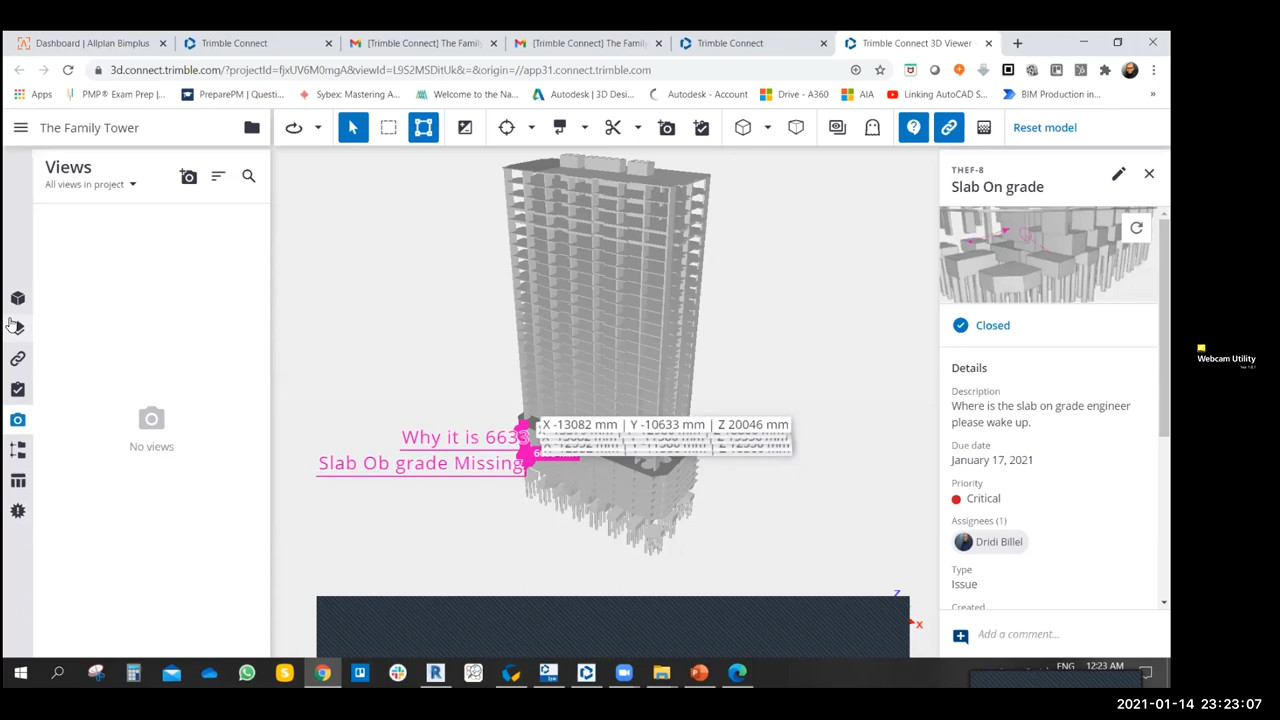 Dashboard | Allplan Bimplus
Trimble Connect
[Trimble Connect] The Family
[Trimble Connect] The Family
Trimble Connect
Trimble Connect 3D Viewer -
3d.connect.trimble.com/?projectId=fjxUV6M0mgA&viewId=L9S2MSDitUk&=&origin=//app31.connect.trimble.com
Apps
PMP® Exam Prep |...
PreparePM | Questi...
Sybex: Mastering A...
Welcome to the Na...
Autodesk | 3D Desi...
Autodesk - Account
Drive - A360
AIA
Linking AutoCAD S...
BIM Production in...
»
The Family Tower
Reset model
Views
All views in project
No views
Why it is 6633
Slab Ob grade Missing
X -13082 mm | Y -10633 mm | Z 20046 mm
Z
X
THEF-8
Slab On grade
Closed
Details
Description
Where is the slab on grade engineer
please wake up.
Due date
January 17, 2021
Priority
Critical
Assignees (1)
Dridi Billel
Type
Issue
Created
Add a comment...
Webcam Utility
ENG
12:23 AM
2021-01-14 23:23:07